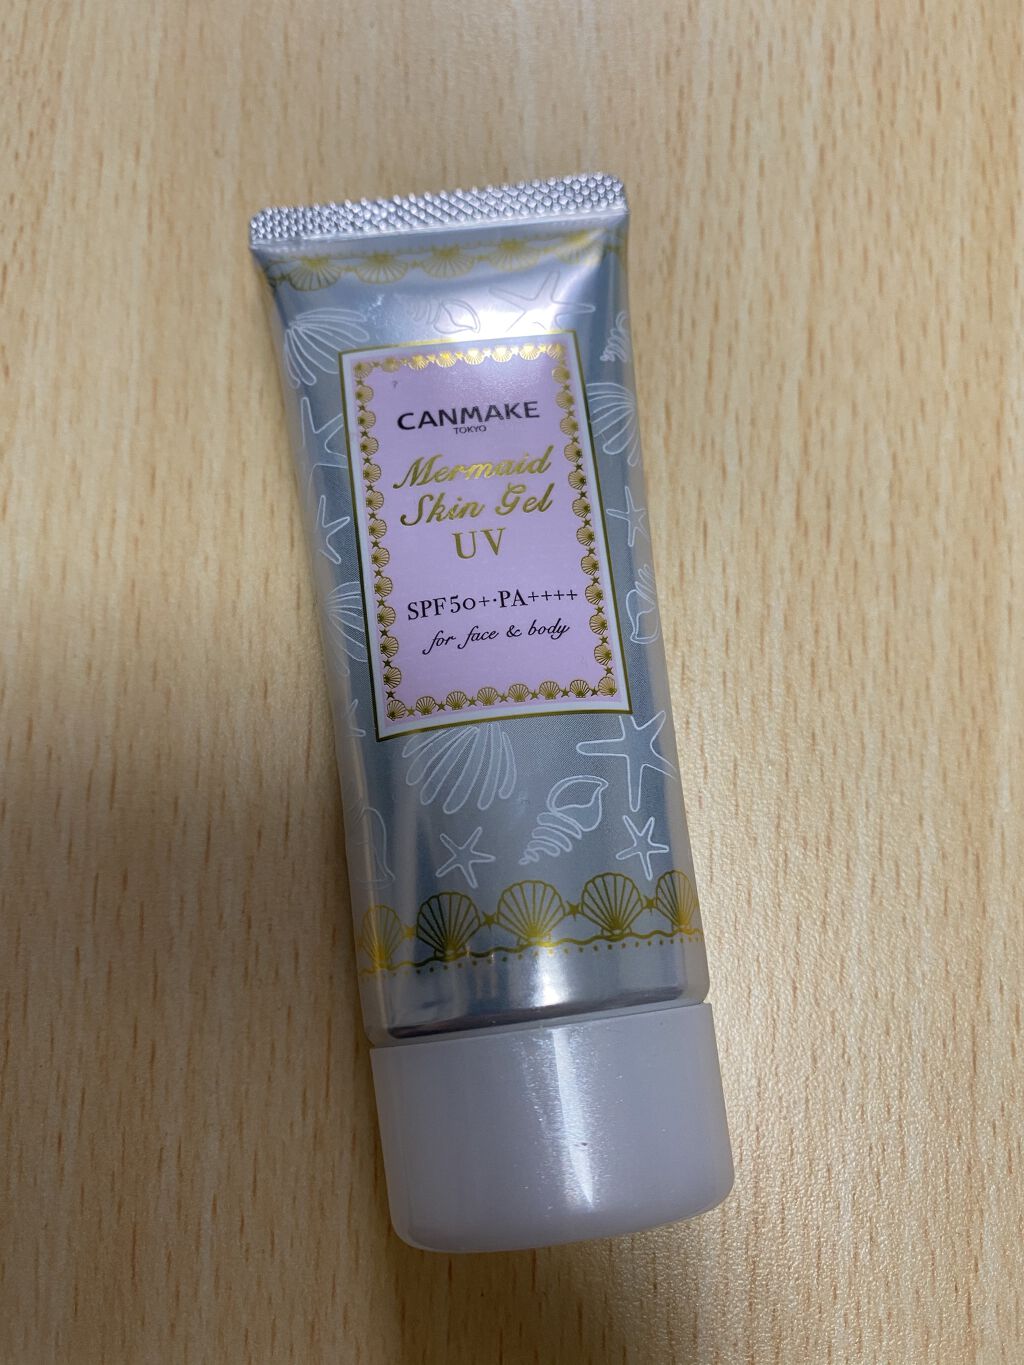 CANMAKE
TOKYO
Mermaid
Skin Gel
UV
SPF50+·PA++++
for face & body